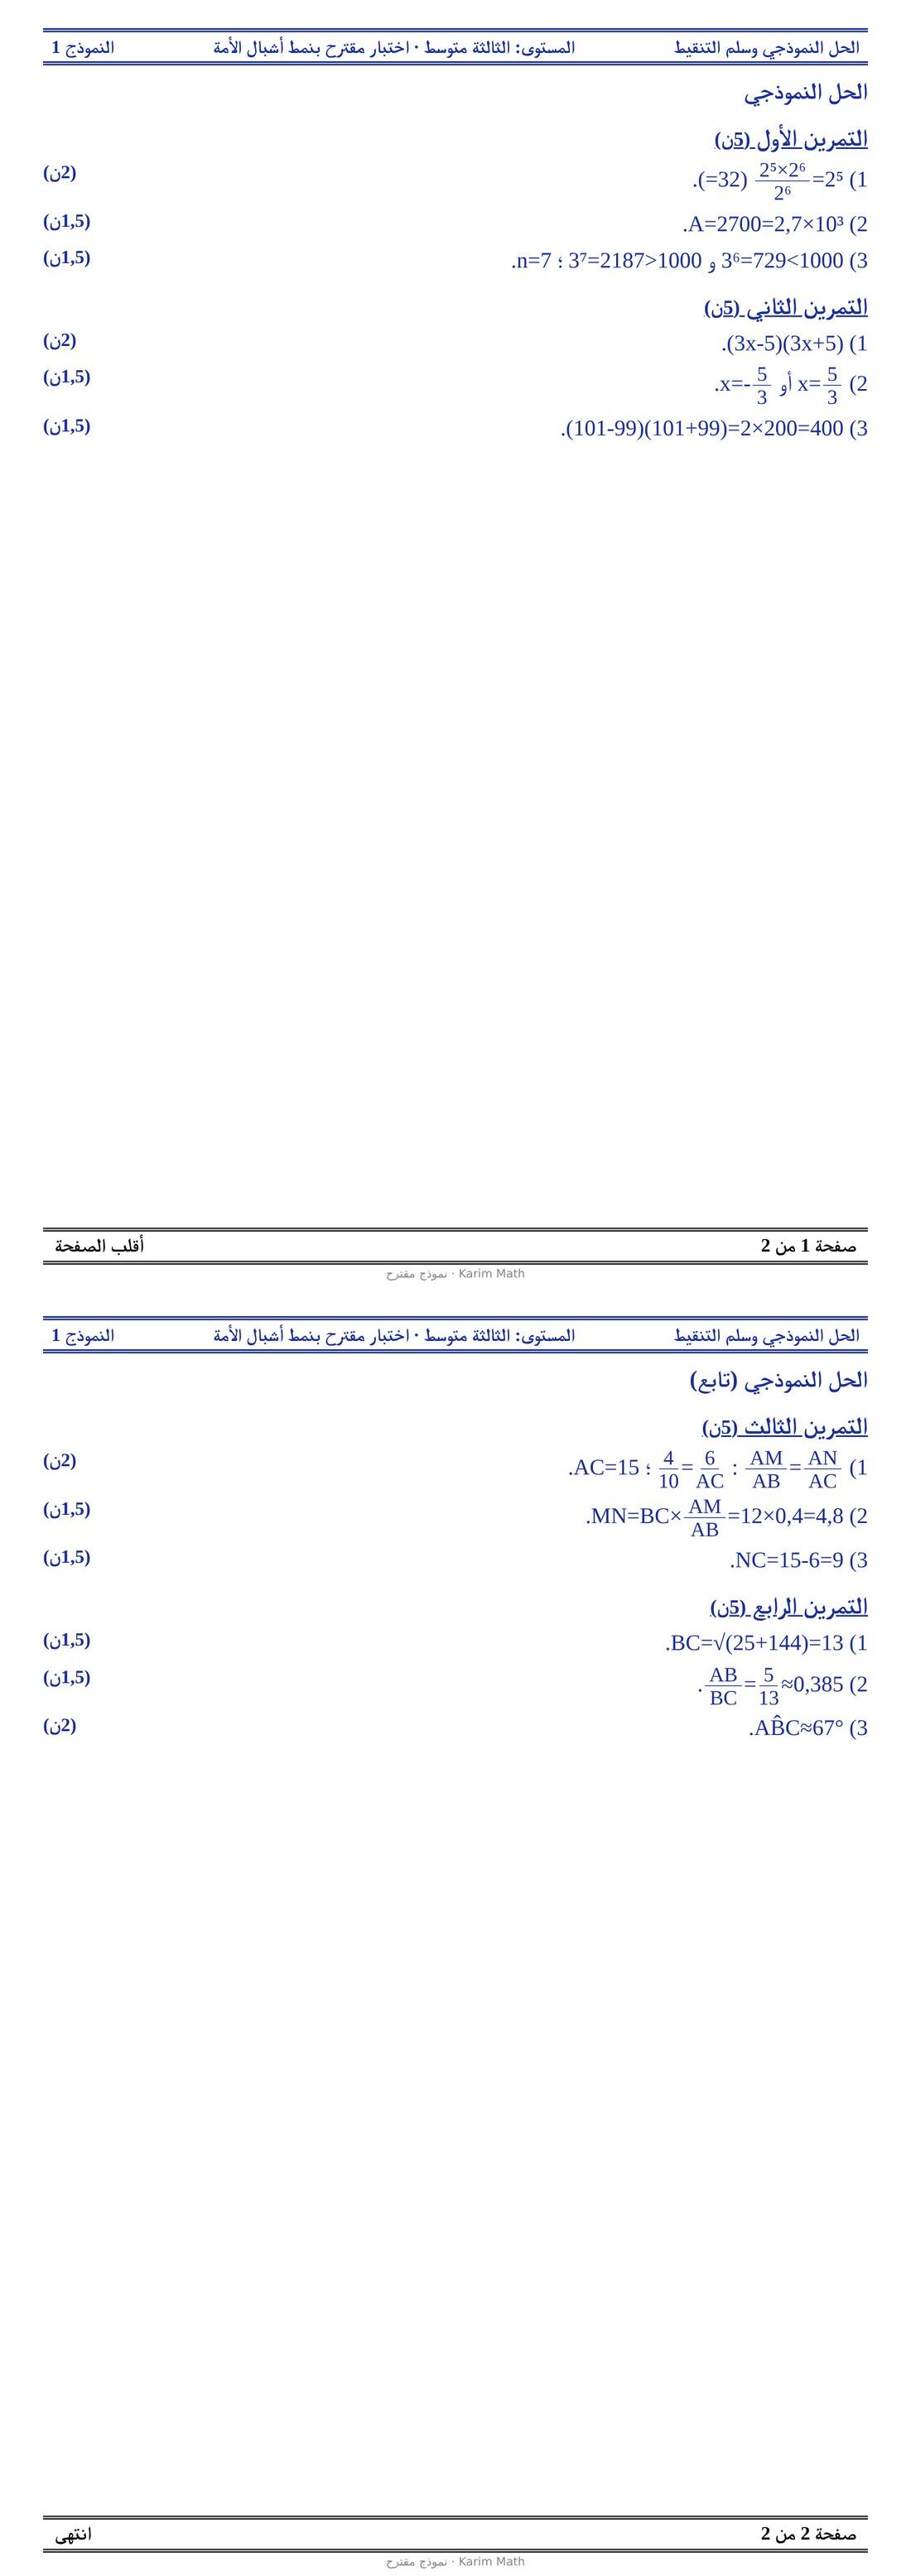 الحل النموذجي وسلم التنقيط المستوى: الثالثة متوسط · اختبار مقترح بنمط أشبال الأمة النموذج 1
الحل النموذجي
التمرين الأول (5ن)
1) (2⁵×2⁶)/2⁶=2⁵ (=32). (2ن)
2) A=2700=2,7×10³. (1,5ن)
3) 3⁶=729<1000 و 3⁷=2187>1000 ؛ n=7. (1,5ن)
التمرين الثاني (5ن)
1) (3x-5)(3x+5). (2ن)
2) x=5/3 أو x=-5/3. (1,5ن)
3) (101-99)(101+99)=2×200=400. (1,5ن)
صفحة 1 من 2 أقلب الصفحة
Karim Math · نموذج مقترح
الحل النموذجي وسلم التنقيط المستوى: الثالثة متوسط · اختبار مقترح بنمط أشبال الأمة النموذج 1
الحل النموذجي (تابع)
التمرين الثالث (5ن)
1) AM/AB=AN/AC : 4/10=6/AC ؛ AC=15. (2ن)
2) MN=BC×AM/AB=12×0,4=4,8. (1,5ن)
3) NC=15-6=9. (1,5ن)
التمرين الرابع (5ن)
1) BC=√(25+144)=13. (1,5ن)
2) AB/BC=5/13≈0,385. (1,5ن)
3) AB̂C≈67°. (2ن)
صفحة 2 من 2 انتهى
Karim Math · نموذج مقترح